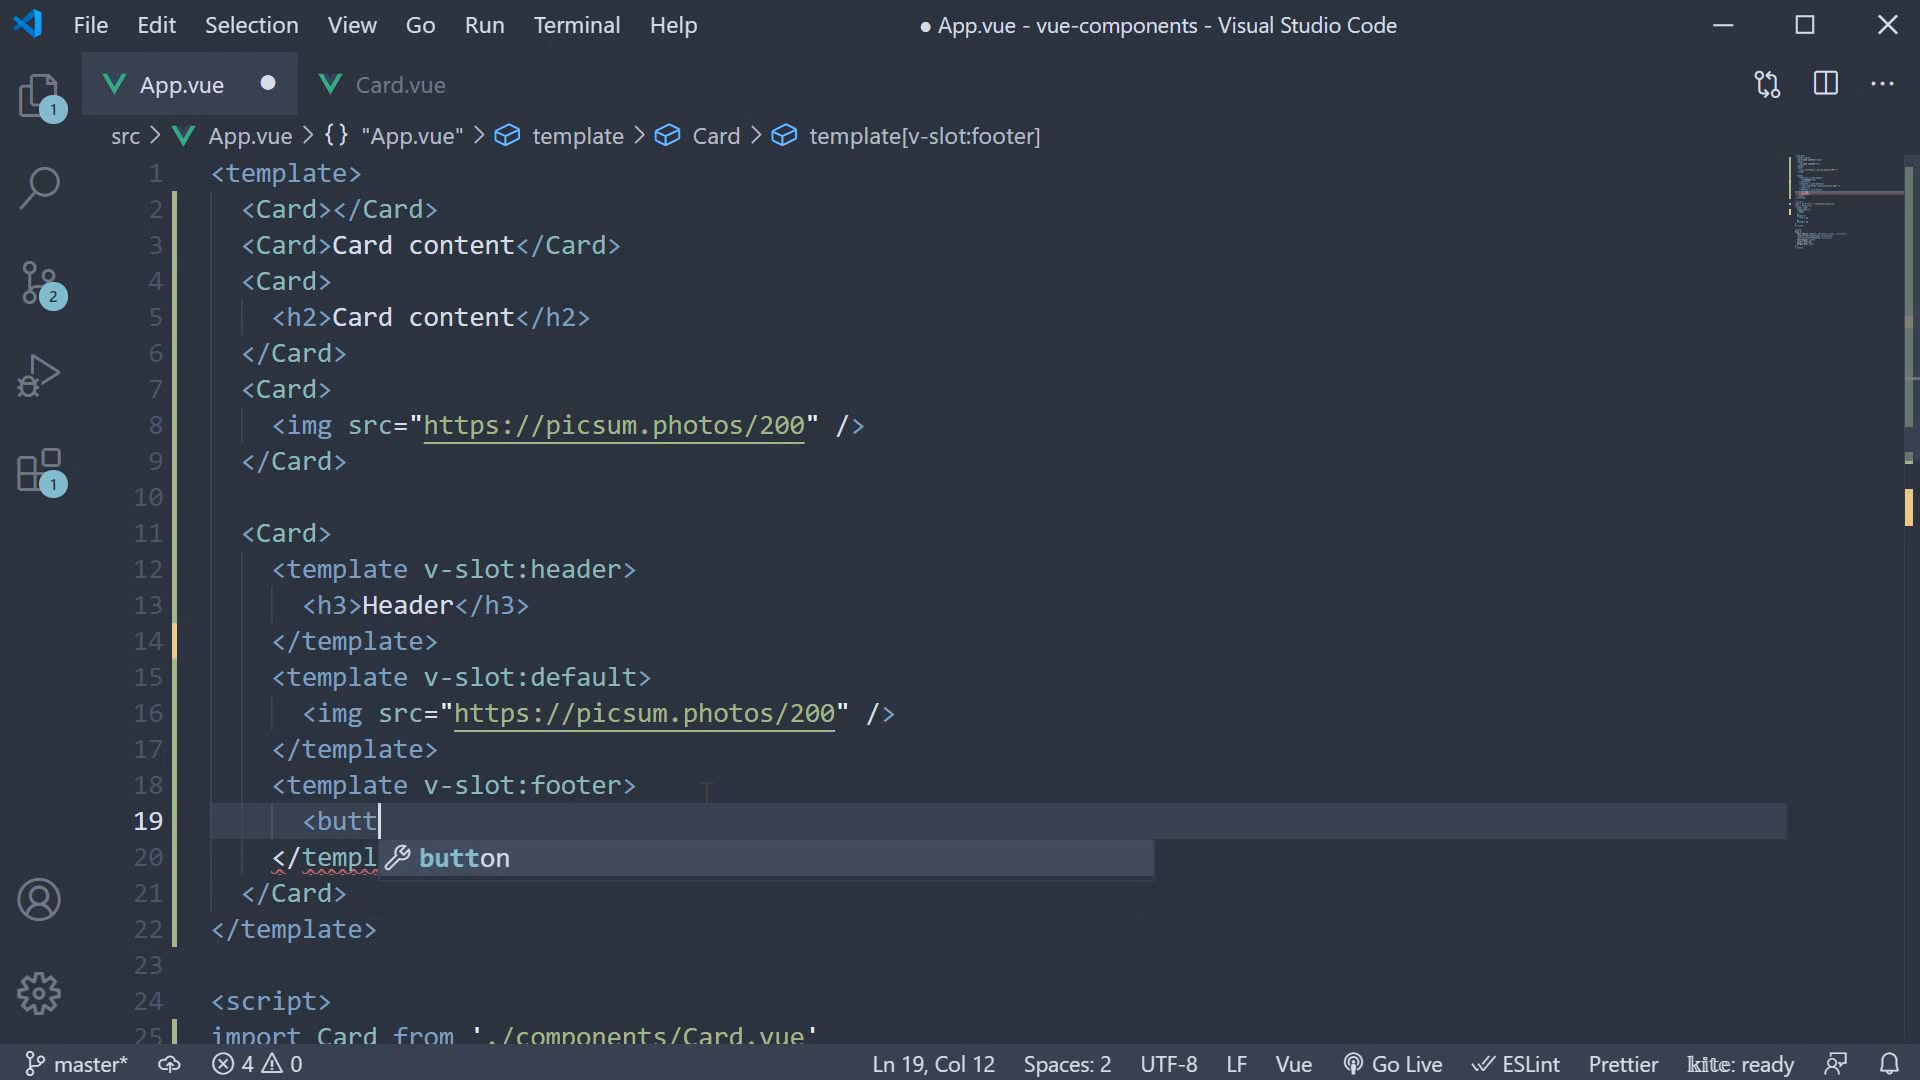 File Edit Selection View Go Run Terminal Help ● App.vue - vue-components - Visual Studio Code
App.vue ● Card.vue
src > App.vue > {} "App.vue" > template > Card > template[v-slot:footer]
1 <template>
2 <Card></Card>
3 <Card>Card content</Card>
4 <Card>
5 <h2>Card content</h2>
6 </Card>
7 <Card>
8 <img src="https://picsum.photos/200" />
9 </Card>
10
11 <Card>
12 <template v-slot:header>
13 <h3>Header</h3>
14 </template>
15 <template v-slot:default>
16 <img src="https://picsum.photos/200" />
17 </template>
18 <template v-slot:footer>
19 <butt
20 </templ button
21 </Card>
22 </template>
23
24 <script>
25 import Card from './components/Card.vue'
1
2
1
master* 4 0 Ln 19, Col 12 Spaces: 2 UTF-8 LF Vue Go Live ESLint Prettier kite: ready